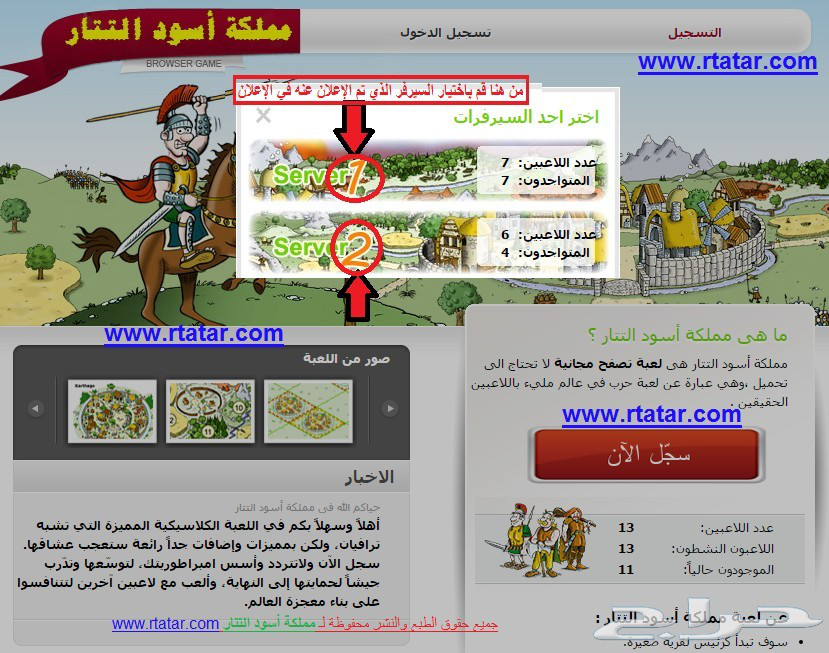 مملكة أسود التتار
BROWSER GAME
التسجيل
تسجيل الدخول
www.rtatar.com
من هنا قم باختيار السيرفر الذي تم الإعلان عنه في الإعلان
اختر احد السيرفرات
Server 1
عدد اللاعبين: 7
المتواجدون: 7
Server 2
عدد اللاعبين: 6
المتواجدون: 4
www.rtatar.com
ما هى مملكة أسود التتار ؟
مملكة أسود التتار هى لعبة تصفح مجانية لا تحتاج الى
تحميل ،وهي عبارة عن لعبة حرب في عالم مليء باللاعبين
الحقيقين .
www.rtatar.com
سجّل الآن
عدد اللاعبين: 13
اللاعبون النشطون: 13
الموجودون حالياً: 11
عن لعبة مملكة أسود التتار :
سوف تبدأ كرئيس لقرية صغيرة.
حراج
صور من اللعبة
Karthago
10
11
الاخبار
حياكم الله فى مملكة أسود التتار
أهلاً وسهلاً بكم في اللعبة الكلاسيكية المميزة التي تشبه
ترافيان، ولكن بمميزات وإضافات جداً رائعة ستعجب عشاقها.
سجل الآن ولاتتردد وأسس امبراطوريتك، لتوسّعها وتدّرب
جيشاً لحمايتها إلى النهاية، وألعب مع لاعبين آخرين لتتنافسوا
على بناء معجزة العالم.
جميع حقوق الطبع والنشر محفوظة لـ مملكة أسود التتار www.rtatar.com